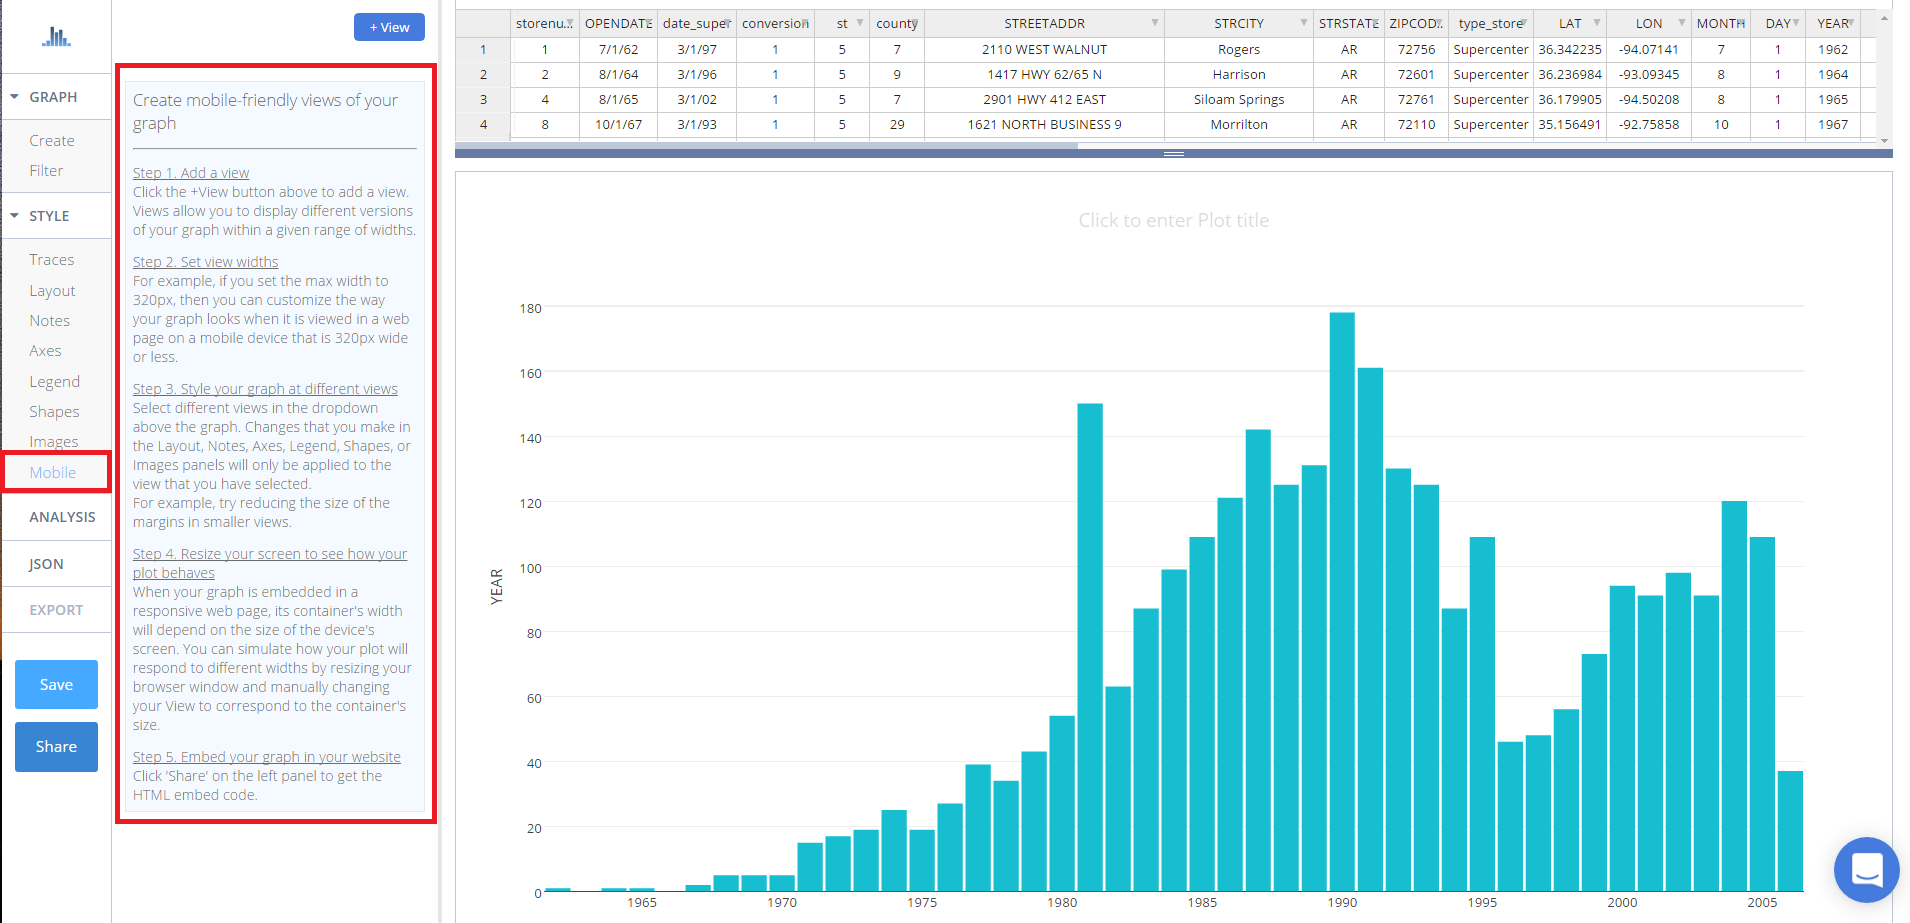 + View
GRAPH
Create
Filter
STYLE
Traces
Layout
Notes
Axes
Legend
Shapes
Images
Mobile
ANALYSIS
JSON
EXPORT
Save
Share
Create mobile-friendly views of your
graph
Step 1. Add a view
Click the +View button above to add a view.
Views allow you to display different versions
of your graph within a given range of widths.
Step 2. Set view widths
For example, if you set the max width to
320px, then you can customize the way
your graph looks when it is viewed in a web
page on a mobile device that is 320px wide
or less.
Step 3. Style your graph at different views
Select different views in the dropdown
above the graph. Changes that you make in
the Layout, Notes, Axes, Legend, Shapes, or
Images panels will only be applied to the
view that you have selected.
For example, try reducing the size of the
margins in smaller views.
Step 4. Resize your screen to see how your
plot behaves
When your graph is embedded in a
responsive web page, its container's width
will depend on the size of the device's
screen. You can simulate how your plot will
respond to different widths by resizing your
browser window and manually changing
your View to correspond to the container's
size.
Step 5. Embed your graph in your website
Click 'Share' on the left panel to get the
HTML embed code.
storenu... OPENDATE date_super conversion st county STREETADDR STRCITY STRSTATE ZIPCOD... type_store LAT LON MONTH DAY YEAR
1 1 7/1/62 3/1/97 1 5 7 2110 WEST WALNUT Rogers AR 72756 Supercenter 36.342235 -94.07141 7 1 1962
2 2 8/1/64 3/1/96 1 5 9 1417 HWY 62/65 N Harrison AR 72601 Supercenter 36.236984 -93.09345 8 1 1964
3 4 8/1/65 3/1/02 1 5 7 2901 HWY 412 EAST Siloam Springs AR 72761 Supercenter 36.179905 -94.50208 8 1 1965
4 8 10/1/67 3/1/93 1 5 29 1621 NORTH BUSINESS 9 Morrilton AR 72110 Supercenter 35.156491 -92.75858 10 1 1967
Click to enter Plot title
180
160
140
120
100
80
60
40
20
0
YEAR
1965 1970 1975 1980 1985 1990 1995 2000 2005